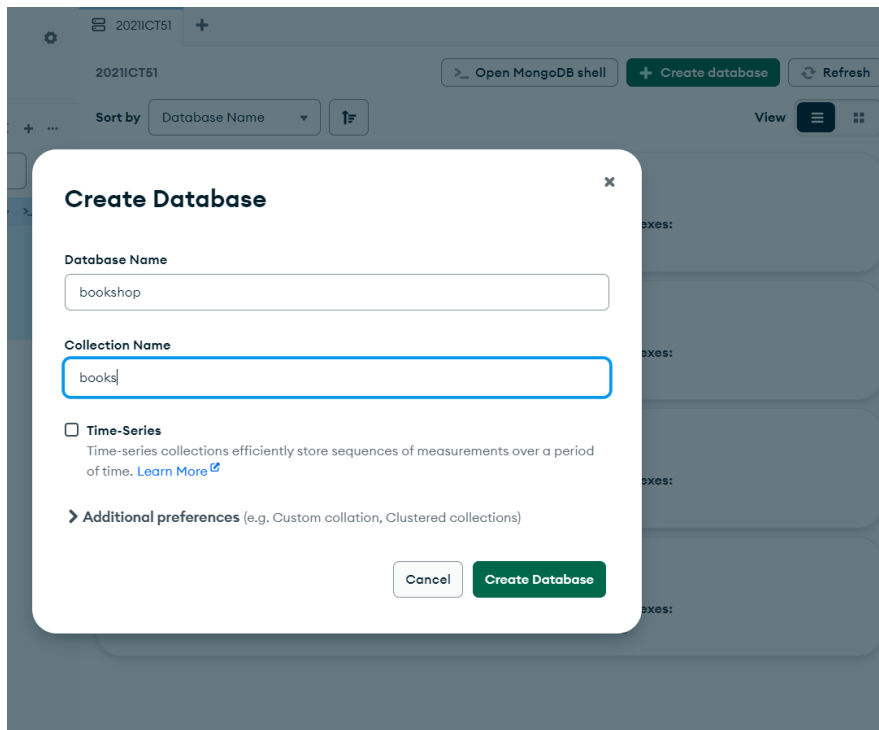 2021ICT51
2021ICT51
>_ Open MongoDB shell
Create database
Refresh
Sort by
Database Name
View
Create Database
exes:
Database Name
bookshop
Collection Name
books
exes:
Time-Series
Time-series collections efficiently store sequences of measurements over a period
of time. Learn More
exes:
Additional preferences (e.g. Custom collation, Clustered collections)
Cancel
Create Database
exes: